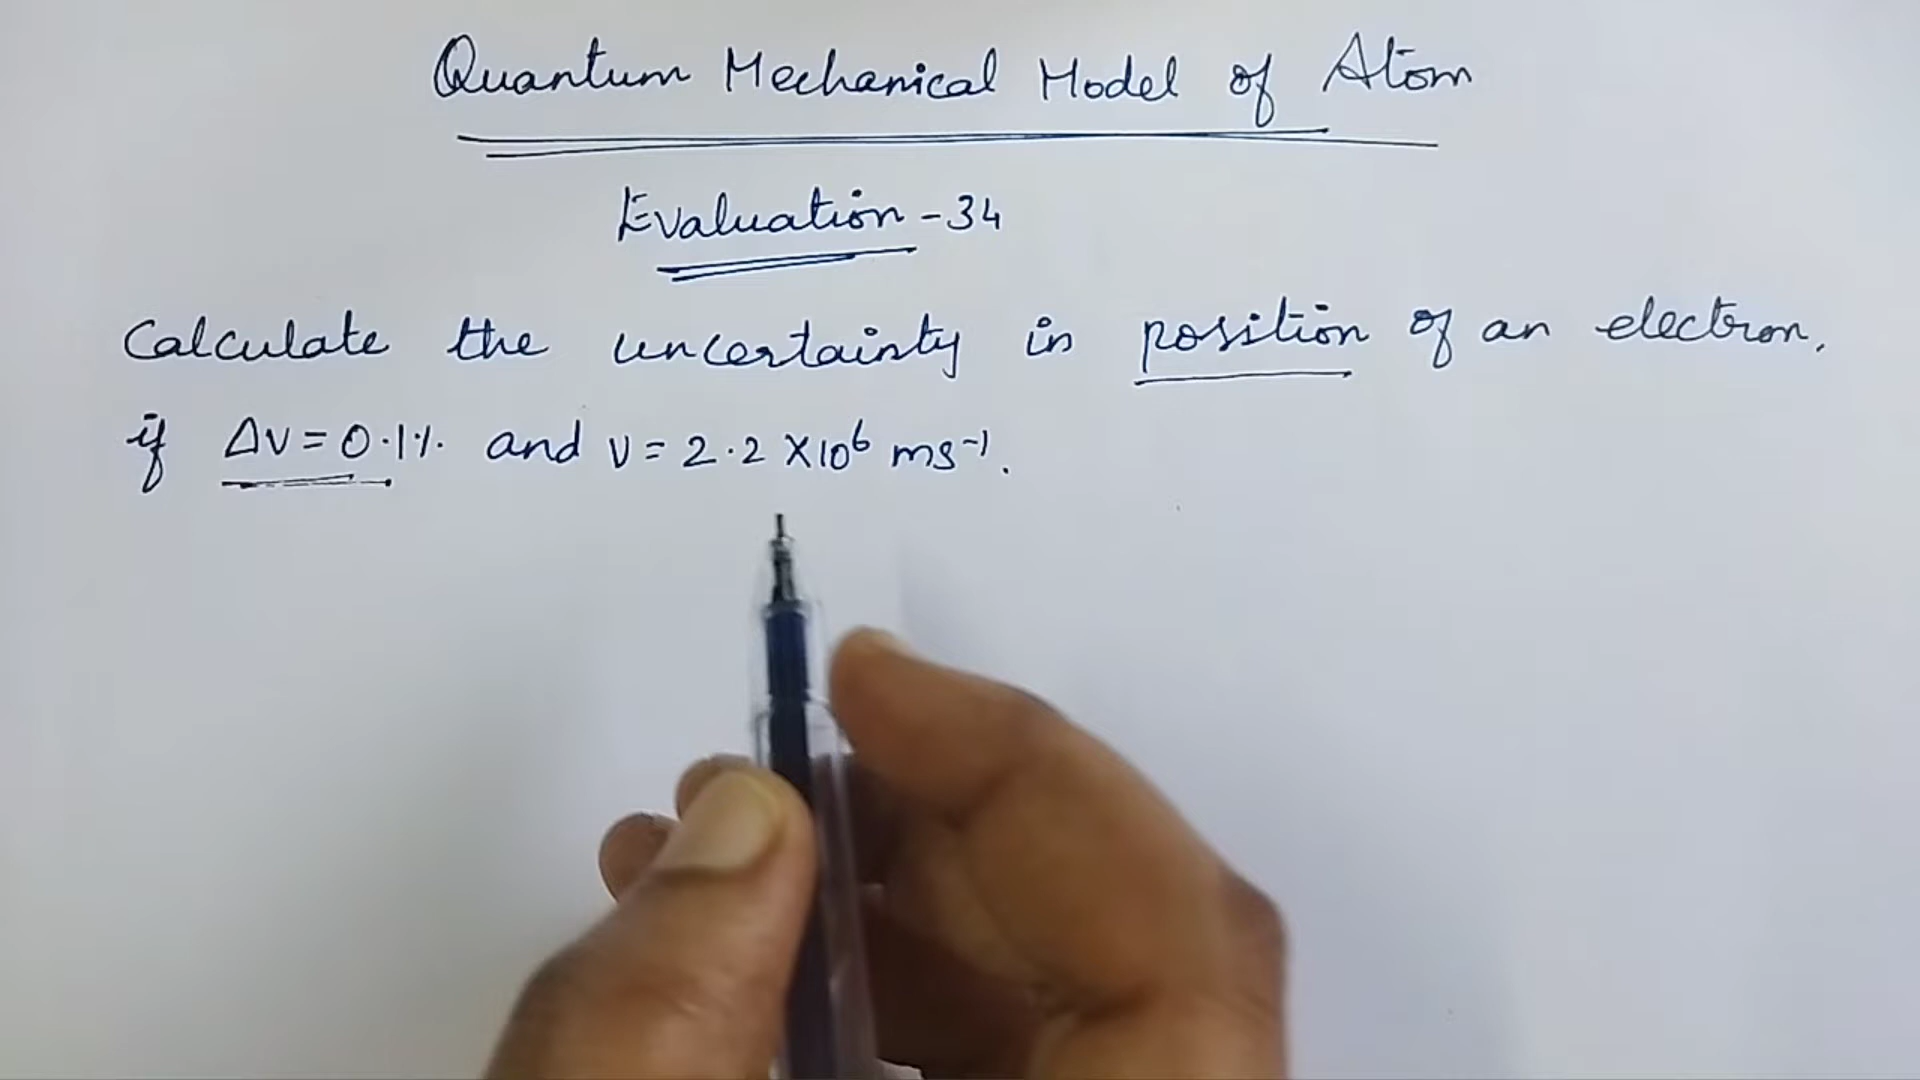 Quantum Mechanical Model of Atom
Evaluation - 34
Calculate the uncertainty in position of an electron,
if Δv = 0.1% and v = 2.2 × 10⁶ ms⁻¹.